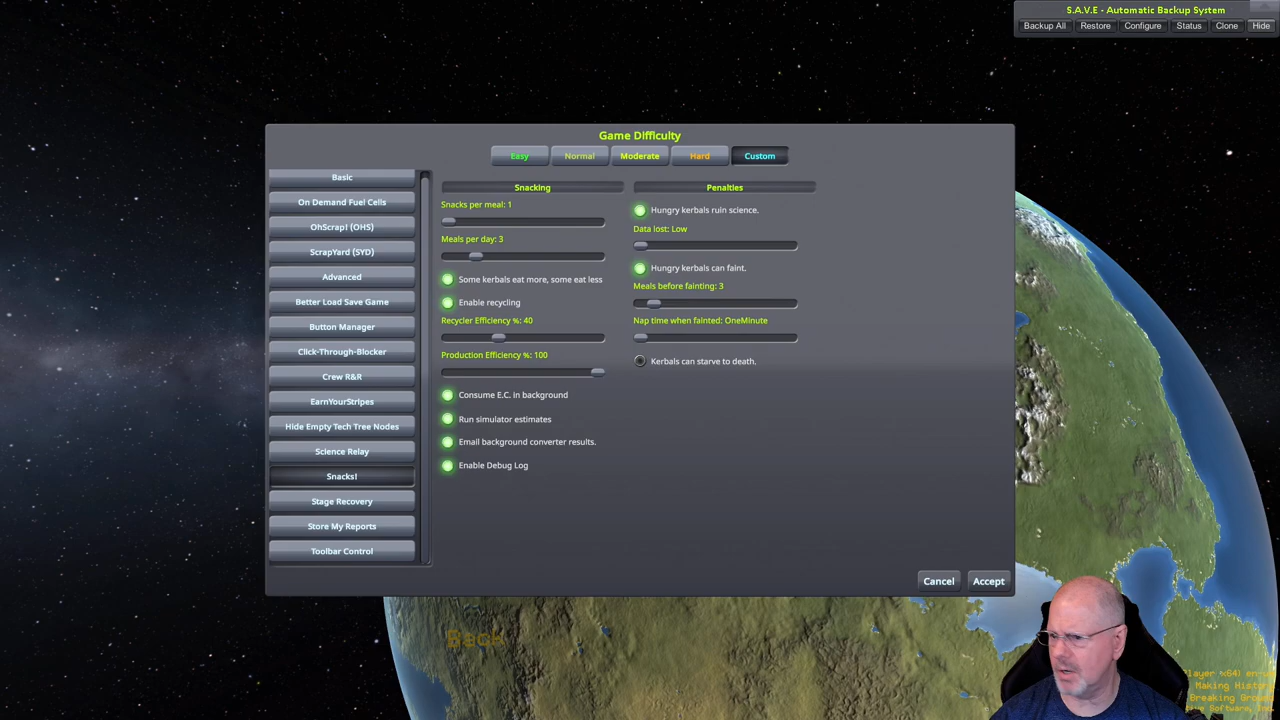 S.A.V.E - Automatic Backup System
Backup All Restore Configure Status Clone Hide
Game Difficulty
Easy Normal Moderate Hard Custom
Basic
On Demand Fuel Cells
OhScrap! (OHS)
ScrapYard (SYD)
Advanced
Better Load Save Game
Button Manager
Click-Through-Blocker
Crew R&R
EarnYourStripes
Hide Empty Tech Tree Nodes
Science Relay
Snacks!
Stage Recovery
Store My Reports
Toolbar Control
Snacking
Snacks per meal: 1
Meals per day: 3
Some kerbals eat more, some eat less
Enable recycling
Recycler Efficiency %: 40
Production Efficiency %: 100
Consume E.C. in background
Run simulator estimates
Email background converter results.
Enable Debug Log
Penalties
Hungry kerbals ruin science.
Data lost: Low
Hungry kerbals can faint.
Meals before fainting: 3
Nap time when fainted: OneMinute
Kerbals can starve to death.
Cancel Accept
Back
Making
Breaking
Software, Inc.